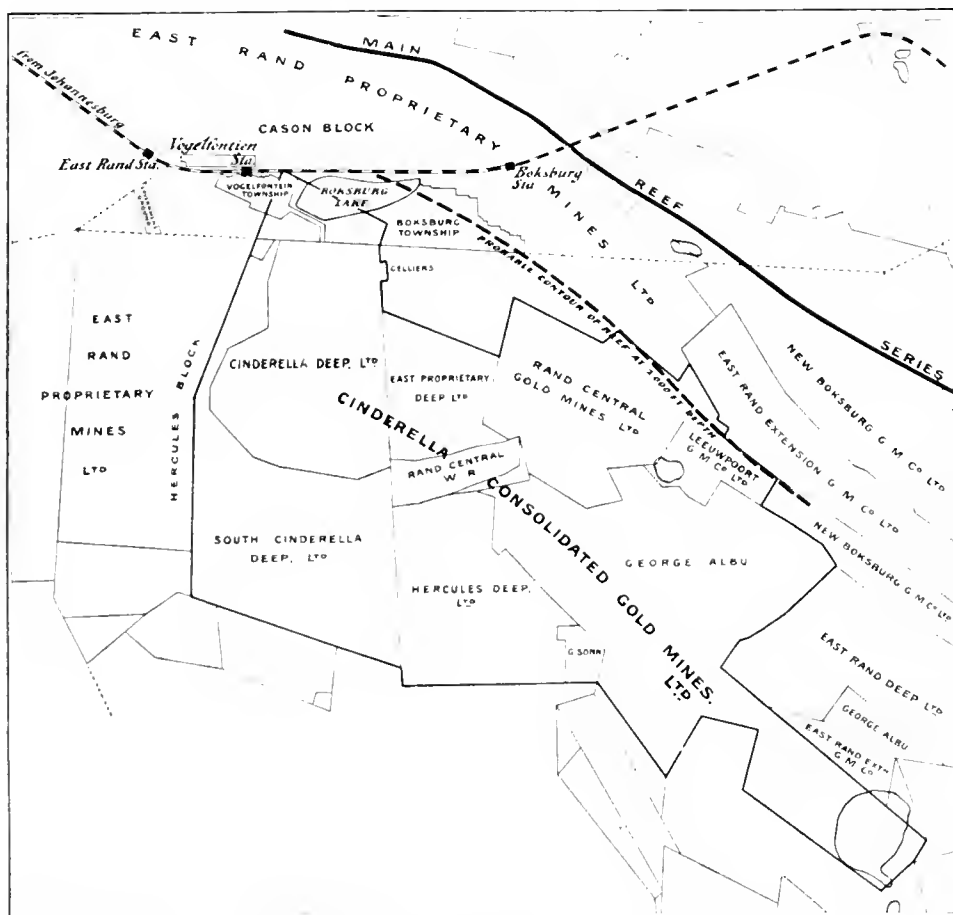 EAST RAND PROPRIETARY MINES LTD
MAIN REEF SERIES
from Johannesburg
CASON BLOCK
East Rand Sta.
Vogelfontien
Sta.
Boksburg
Sta
VOGELFONTEIN
TOWNSHIP
BOKSBURG
LAKE
BOKSBURG
TOWNSHIP
CELLIERS
PROBABLE CONTOUR OF REEF AT DEPTH
EAST
RAND
PROPRIETARY
MINES
LTD
HERCULES BLOCK
CINDERELLA DEEP, LTD
EAST PROPRIETARY
DEEP LTD
RAND CENTRAL
GOLD MINES LTD
EAST RAND EXTENSION G M CO LTD
NEW BOKSBURG G M CO LTD
LEEUWPOORT
G M CO LTD
CINDERELLA CONSOLIDATED GOLD MINES.
LTD
RAND CENTRAL
W R
SOUTH CINDERELLA
DEEP, LTD
HERCULES DEEP,
LTD
GEORGE ALBU
NEW BOKSBURG G M CO LTD
EAST RAND DEEP LTD
GEORGE ALBU
EAST RAND EXTN
G M CO